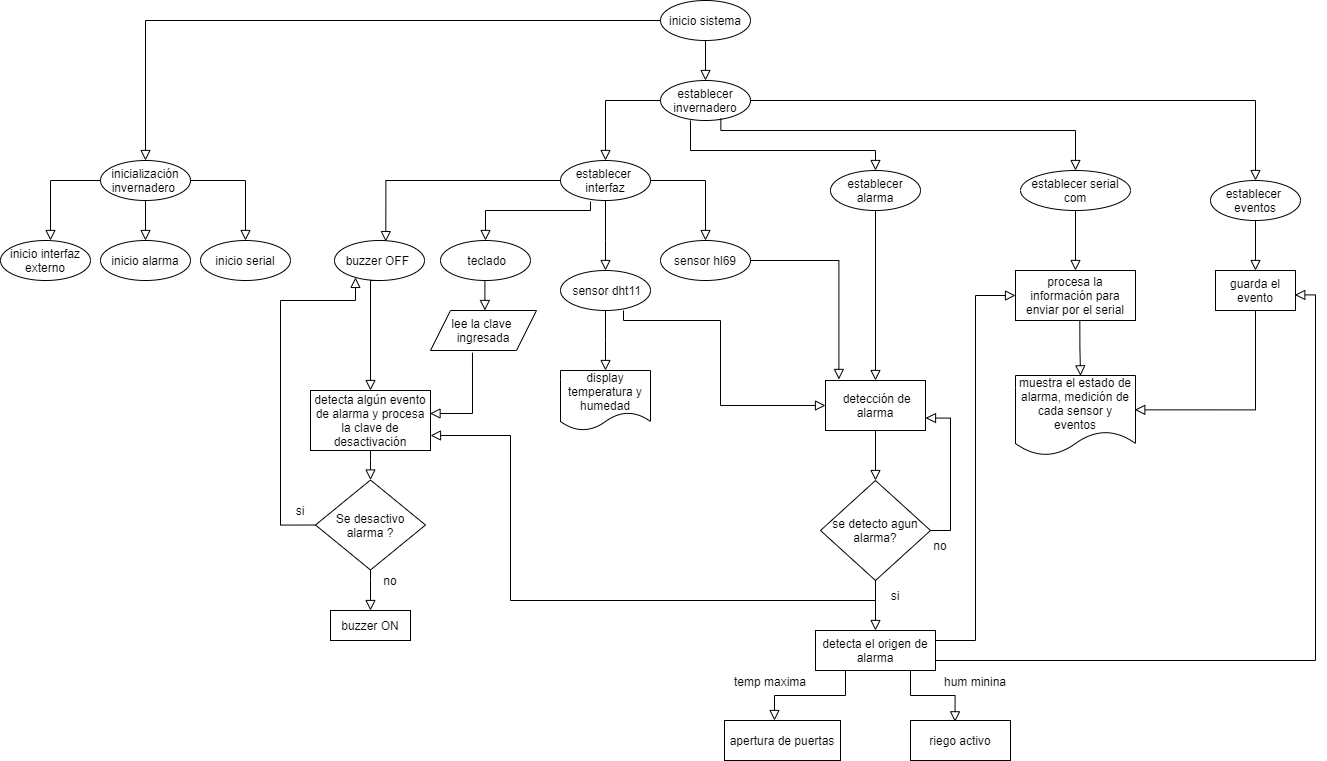 inicio sistema
establecer
invernadero
inicialización
invernadero
establecer
interfaz
establecer
alarma
establecer serial
com
establecer
eventos
inicio interfaz
externo
inicio alarma
inicio serial
buzzer OFF
teclado
sensor hl69
sensor dht11
procesa la
información para
enviar por el serial
guarda el
evento
lee la clave
ingresada
display
temperatura y
humedad
detección de
alarma
muestra el estado de
alarma, medición de
cada sensor y
eventos
detecta algún evento
de alarma y procesa
la clave de
desactivación
si
Se desactivo
alarma ?
se detecto agun
alarma?
no
no
si
buzzer ON
detecta el origen de
alarma
temp maxima
hum minina
apertura de puertas
riego activo